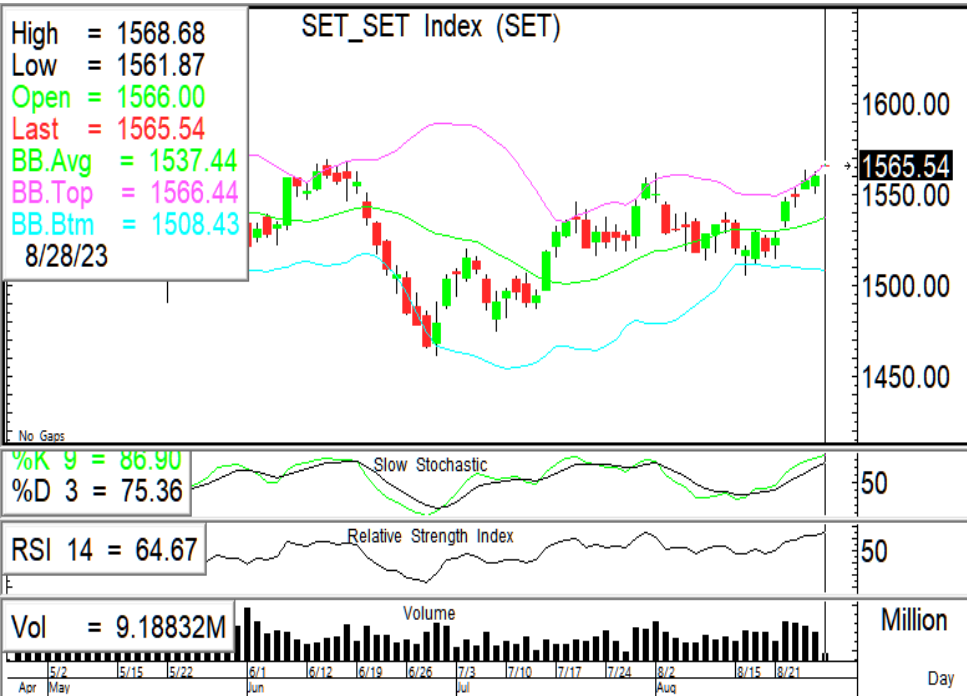 SET_SET Index (SET)
High = 1568.68
Low = 1561.87
Open = 1566.00
Last = 1565.54
BB.Avg = 1537.44
BB.Top = 1566.44
BB.Btm = 1508.43
8/28/23
1600.00
1565.54
1550.00
1500.00
1450.00
No Gaps
%K 9 = 86.90
%D 3 = 75.36
Slow Stochastic
50
RSI 14 = 64.67
Relative Strength Index
50
Vol = 9.18832M
Volume
Million
5/2 5/15 5/22 6/1 6/12 6/19 6/26 7/3 7/10 7/17 7/24 8/2 8/15 8/21
Apr May Jun Jul Aug
Day